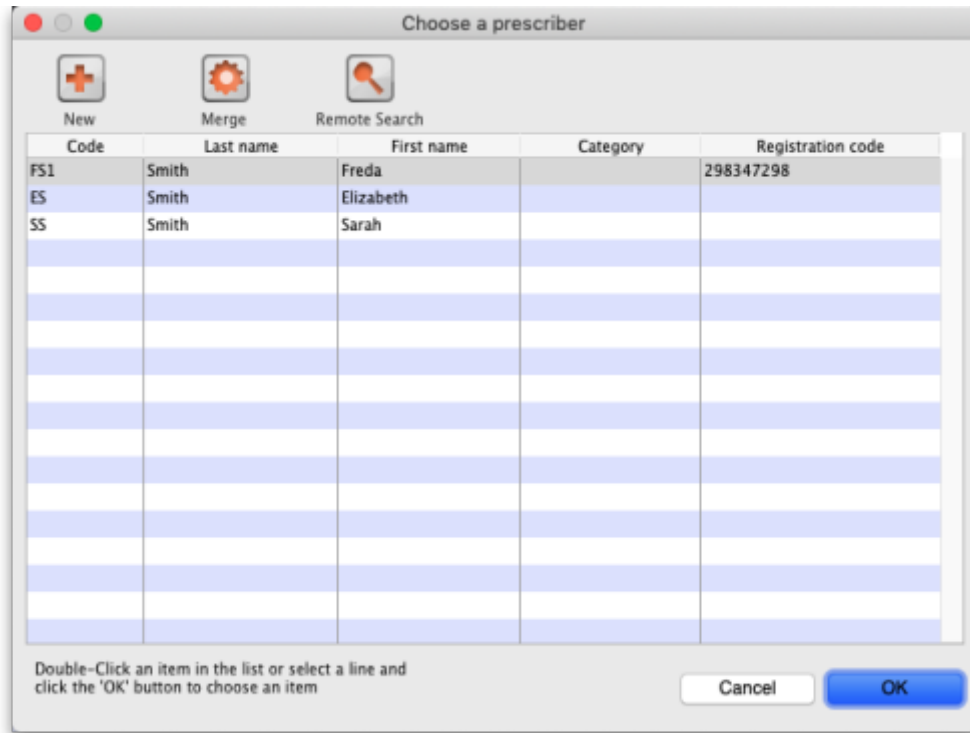 Choose a prescriber
New Merge Remote Search
Code Last name First name Category Registration code
FS1 Smith Freda 298347298
ES Smith Elizabeth
SS Smith Sarah
Double-Click an item in the list or select a line and
click the 'OK' button to choose an item
Cancel OK